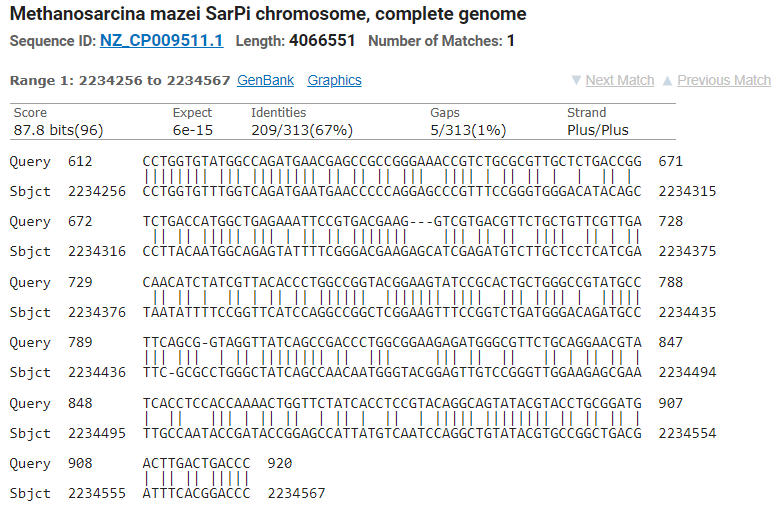 Methanosarcina mazei SarPi chromosome, complete genome
Sequence ID: NZ_CP009511.1 Length: 4066551 Number of Matches: 1
Range 1: 2234256 to 2234567 GenBank Graphics ▼ Next Match ▲ Previous Match
Score Expect Identities Gaps Strand
87.8 bits(96) 6e-15 209/313(67%) 5/313(1%) Plus/Plus
Query 612 CCTGGTGTATGGCCAGATGAACGAGCCGCCGGGAAACCGTCTGCGCGTTGCTCTGACCGG 671
Sbjct 2234256 CCTGGTGTTTGGTCAGATGAATGAACCCCCAGGAGCCCGTTTCCGGGTGGGACATACAGC 2234315
Query 672 TCTGACCATGGCTGAGAAATTCCGTGACGAAG---GTCGTGACGTTCTGCTGTTCGTTGA 728
Sbjct 2234316 CCTTACAATGGCAGAGTATTTTCGGGACGAAGAGCATCGAGATGTCTTGCTCCTCATCGA 2234375
Query 729 CAACATCTATCGTTACACCCTGGCCGGTACGGAAGTATCCGCACTGCTGGGCCGTATGCC 788
Sbjct 2234376 TAATATTTTCCGGTTCATCCAGGCCGGCTCGGAAGTTTCCGGTCTGATGGGACAGATGCC 2234435
Query 789 TTCAGCG-GTAGGTTATCAGCCGACCCTGGCGGAAGAGATGGGCGTTCTGCAGGAACGTA 847
Sbjct 2234436 TTC-GCGCCTGGGCTATCAGCCAACAATGGGTACGGAGTTGTCCGGGTTGGAAGAGCGAA 2234494
Query 848 TCACCTCCACCAAAACTGGTTCTATCACCTCCGTACAGGCAGTATACGTACCTGCGGATG 907
Sbjct 2234495 TTGCCAATACCGATACCGGAGCCATTATGTCAATCCAGGCTGTATACGTGCCGGCTGACG 2234554
Query 908 ACTTGACTGACCC 920
Sbjct 2234555 ATTTCACGGACCC 2234567